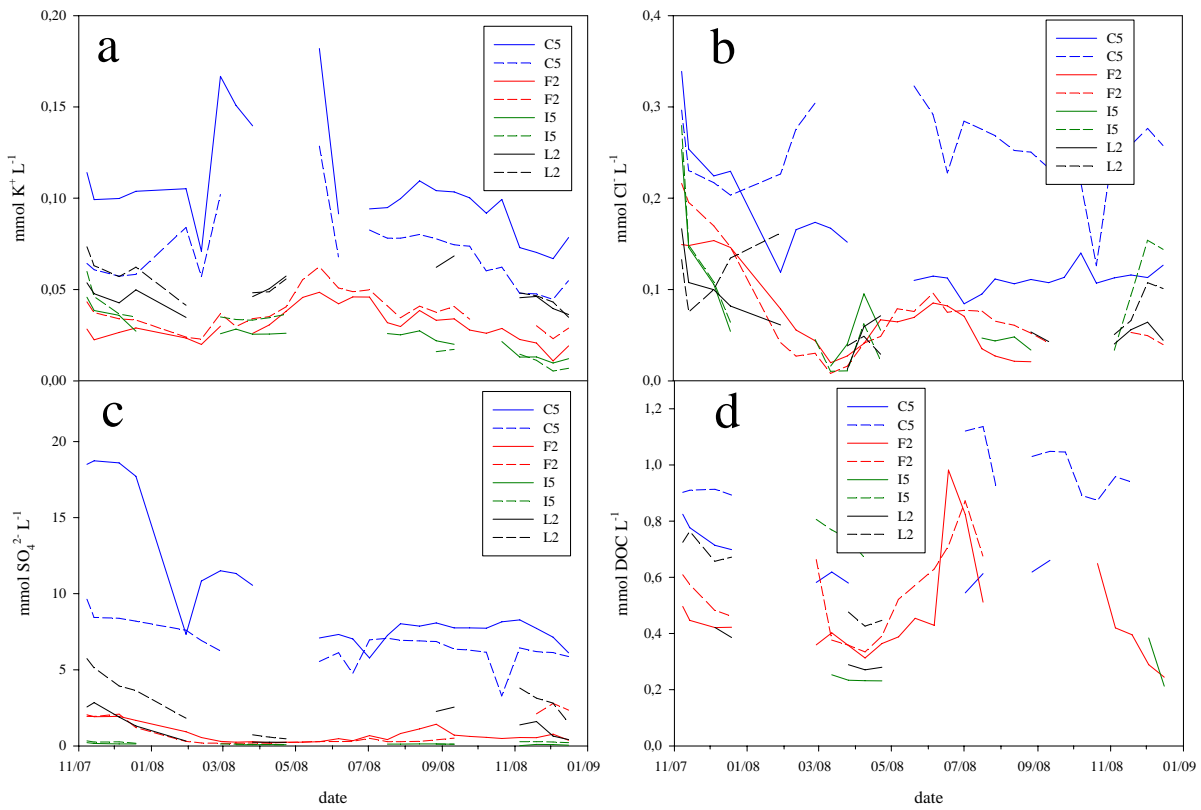 a
0,20
0,15
0,10
0,05
0,00
mmol K+ L-1
C5
C5
F2
F2
I5
I5
L2
L2
b
0,4
0,3
0,2
0,1
0,0
mmol Cl- L-1
C5
C5
F2
F2
I5
I5
L2
L2
c
20
15
10
5
0
mmol SO42- L-1
C5
C5
F2
F2
I5
I5
L2
L2
11/07 01/08 03/08 05/08 07/08 09/08 11/08 01/09
date
d
1,2
1,0
0,8
0,6
0,4
0,2
0,0
mmol DOC L-1
C5
C5
F2
F2
I5
I5
L2
L2
11/07 01/08 03/08 05/08 07/08 09/08 11/08 01/09
date